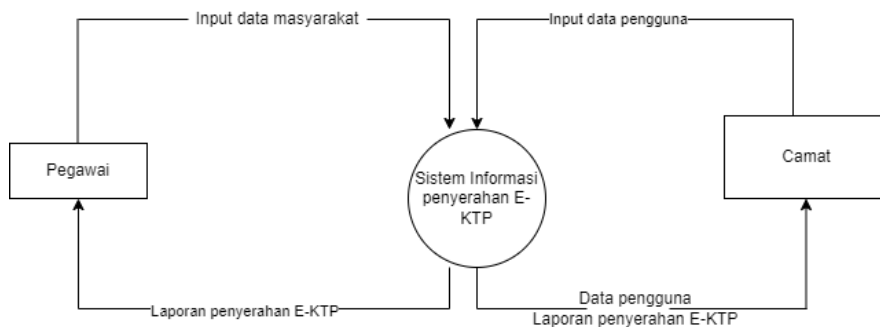 Input data masyarakat
Input data pengguna
Pegawai
Sistem Informasi
penyerahan E-
KTP
Camat
Laporan penyerahan E-KTP
Data pengguna
Laporan penyerahan E-KTP